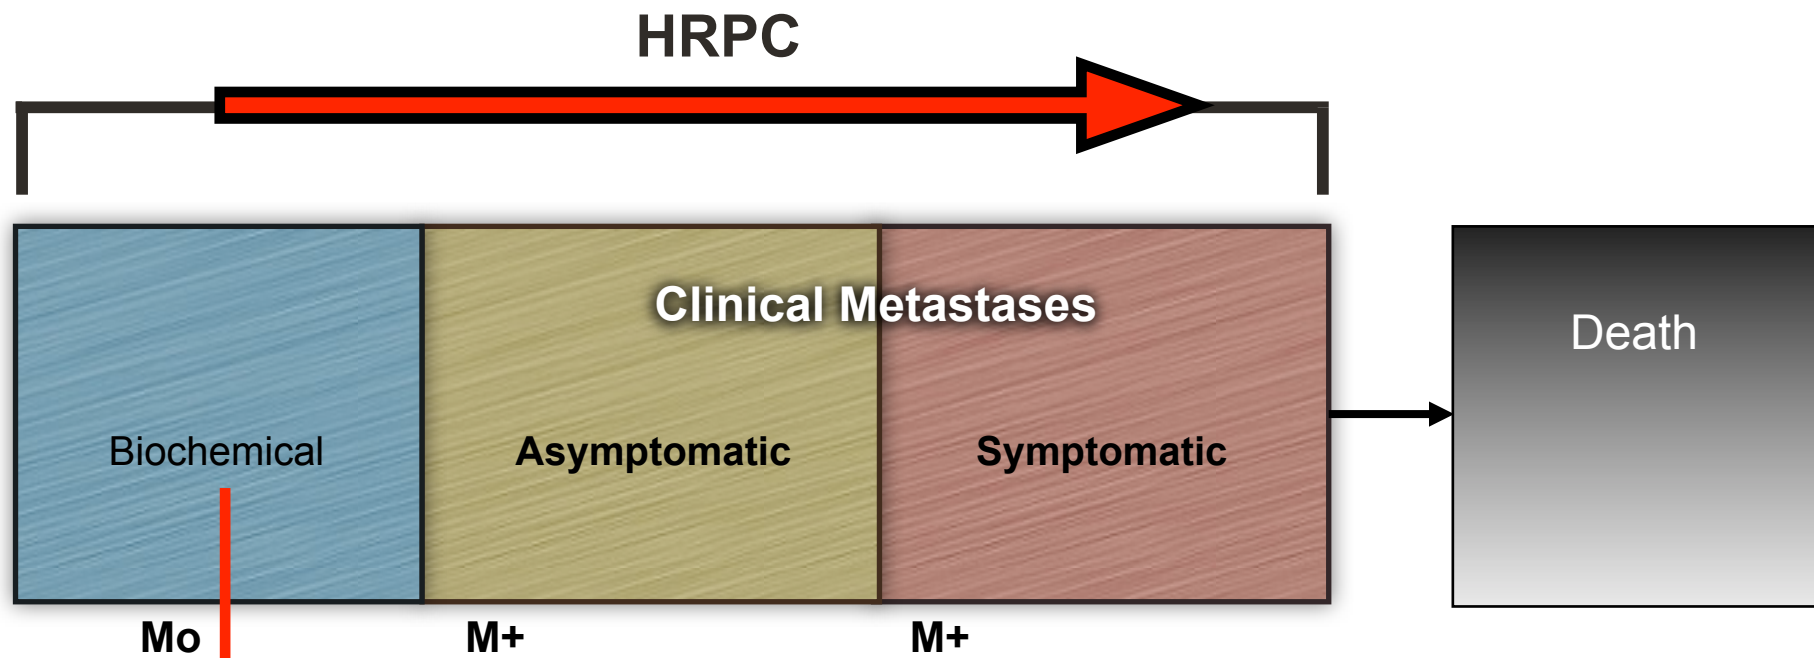 HRPC
Clinical Metastases
Death
Biochemical
Asymptomatic
Symptomatic
Mo
M+
M+